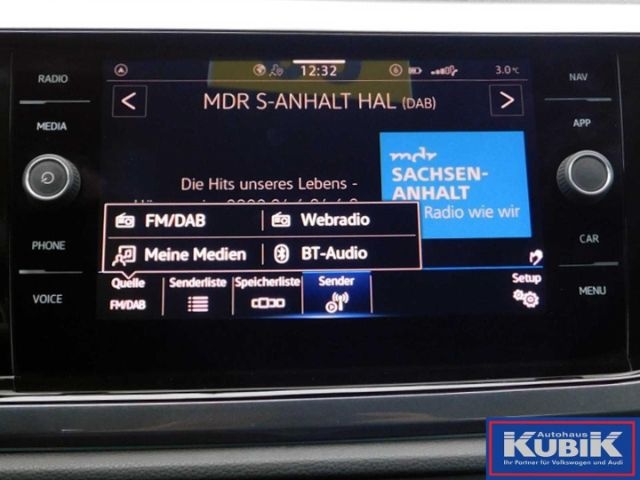 RADIO
MEDIA
PHONE
VOICE
12:32
3.0°C
NAV
APP
CAR
MENU
< MDR S-ANHALT HAL (DAB) >
mdr
SACHSEN-
ANHALT
Radio wie wir
Die Hits unseres Lebens -
FM/DAB
Webradio
Meine Medien
BT-Audio
Quelle
FM/DAB
Senderliste
Speicherliste
Sender
Setup
Autohaus
KUBIK
Ihr Partner für Volkswagen und Audi